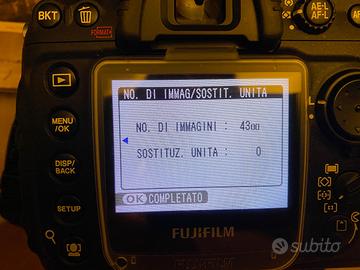 BKT
FORMAT
AE-L
AF-L
NO. DI IMMAG/SOSTIT. UNITA
NO. DI IMMAGINI : 4300
SOSTITUZ. UNITA : 0
OK COMPLETATO
MENU
/OK
DISP/
BACK
SETUP
FUJIFILM
subito